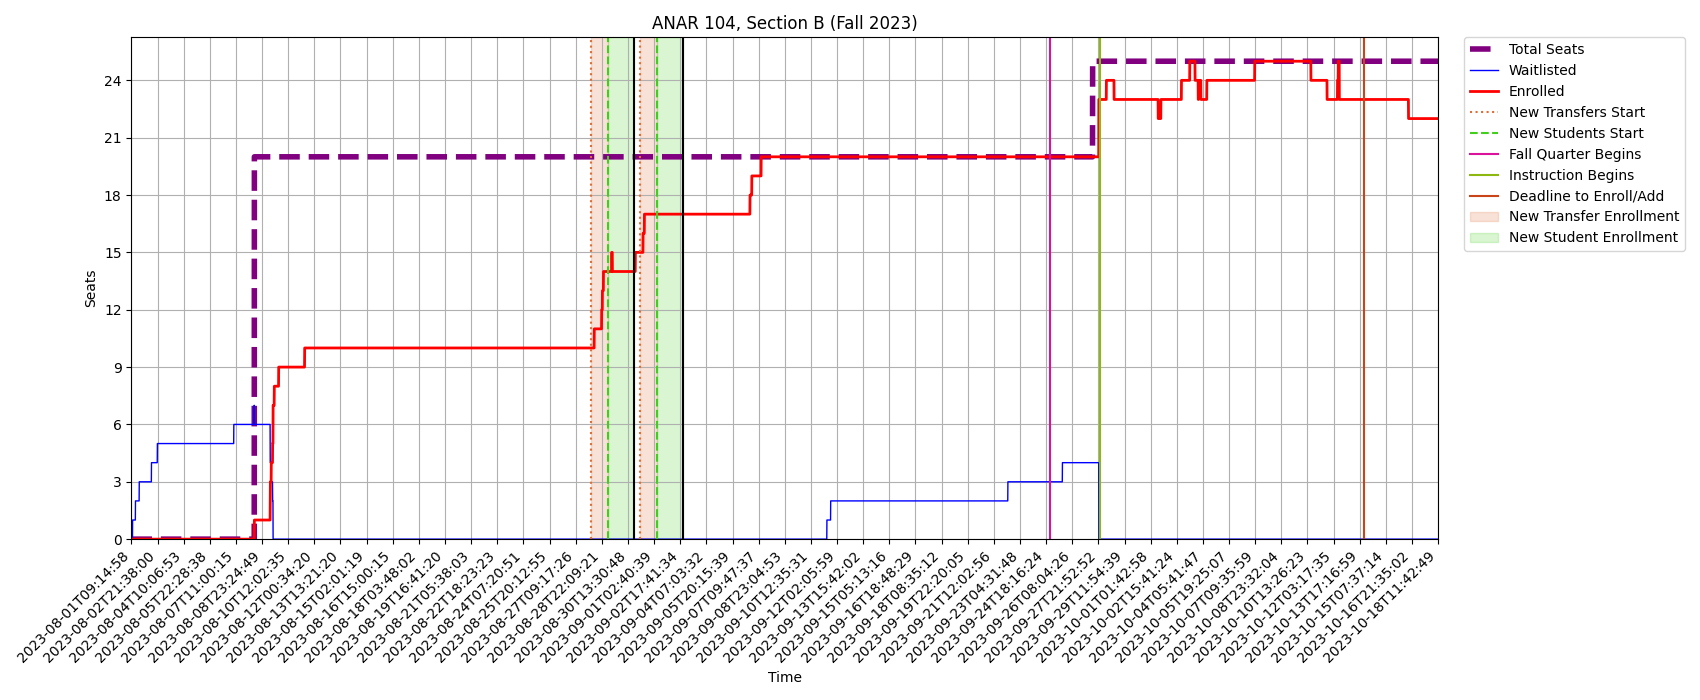 ANAR 104, Section B (Fall 2023)
Seats
24
21
18
15
12
9
6
3
0
2023-08-01T09:14:58
2023-08-02T21:38:00
2023-08-04T10:06:53
2023-08-05T22:28:38
2023-08-07T11:00:15
2023-08-08T23:24:49
2023-08-10T12:02:35
2023-08-12T00:34:20
2023-08-13T13:21:20
2023-08-15T02:01:19
2023-08-16T15:00:15
2023-08-18T03:48:02
2023-08-19T16:41:20
2023-08-21T05:38:03
2023-08-22T18:23:23
2023-08-24T07:20:51
2023-08-25T20:12:55
2023-08-27T09:17:26
2023-08-28T22:09:21
2023-08-30T13:30:48
2023-09-01T02:40:39
2023-09-02T17:41:34
2023-09-04T07:03:32
2023-09-05T20:15:39
2023-09-07T09:47:37
2023-09-08T23:04:53
2023-09-10T12:35:31
2023-09-12T02:05:59
2023-09-13T15:42:02
2023-09-15T05:13:16
2023-09-16T18:48:29
2023-09-18T08:35:12
2023-09-19T22:20:05
2023-09-21T12:02:56
2023-09-23T04:31:48
2023-09-24T18:16:24
2023-09-26T08:04:26
2023-09-27T21:52:52
2023-09-29T11:54:39
2023-10-01T01:42:58
2023-10-02T15:41:24
2023-10-04T05:41:47
2023-10-05T19:25:07
2023-10-07T09:35:59
2023-10-08T23:32:04
2023-10-10T13:26:23
2023-10-12T03:17:35
2023-10-13T17:16:59
2023-10-15T07:37:14
2023-10-16T21:35:02
2023-10-18T11:42:49
Time
Total Seats
Waitlisted
Enrolled
New Transfers Start
New Students Start
Fall Quarter Begins
Instruction Begins
Deadline to Enroll/Add
New Transfer Enrollment
New Student Enrollment